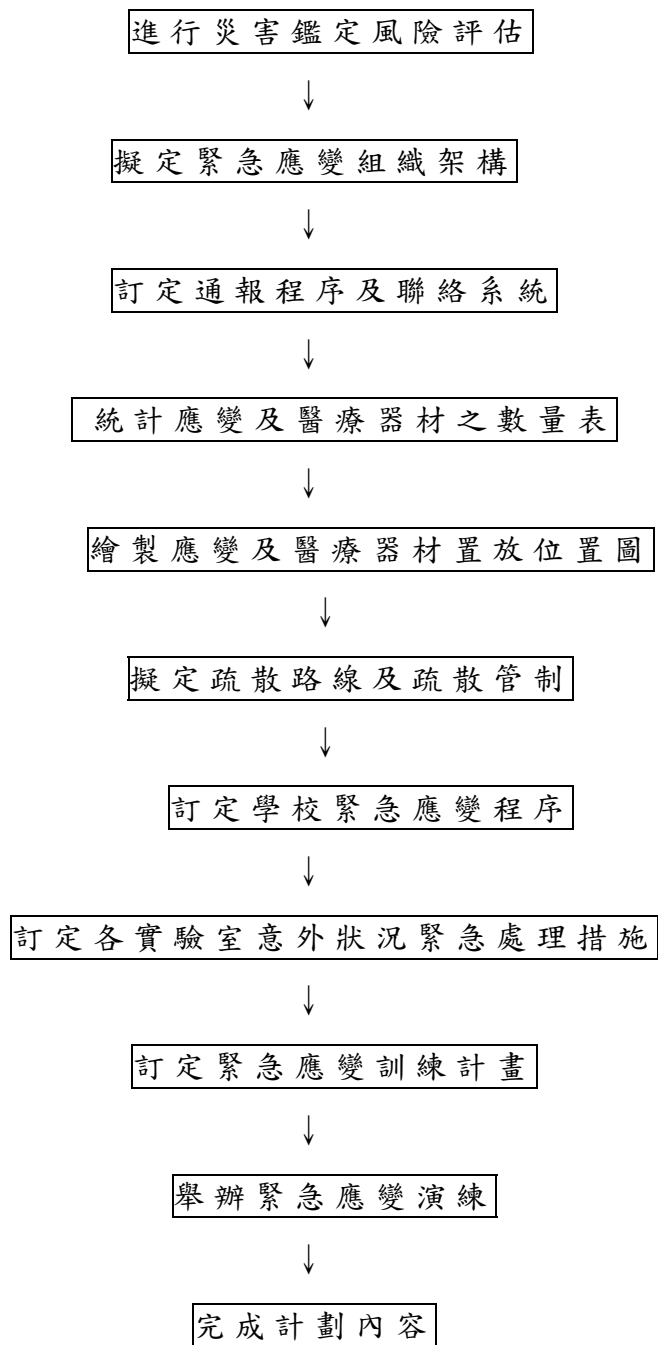 進行災害鑑定風險評估
↓
擬定緊急應變組織架構
↓
訂定通報程序及聯絡系統
↓
統計應變及醫療器材之數量表
↓
繪製應變及醫療器材置放位置圖
↓
擬定疏散路線及疏散管制
↓
訂定學校緊急應變程序
↓
訂定各實驗室意外狀況緊急處理措施
↓
訂定緊急應變訓練計畫
↓
舉辦緊急應變演練
↓
完成計劃內容